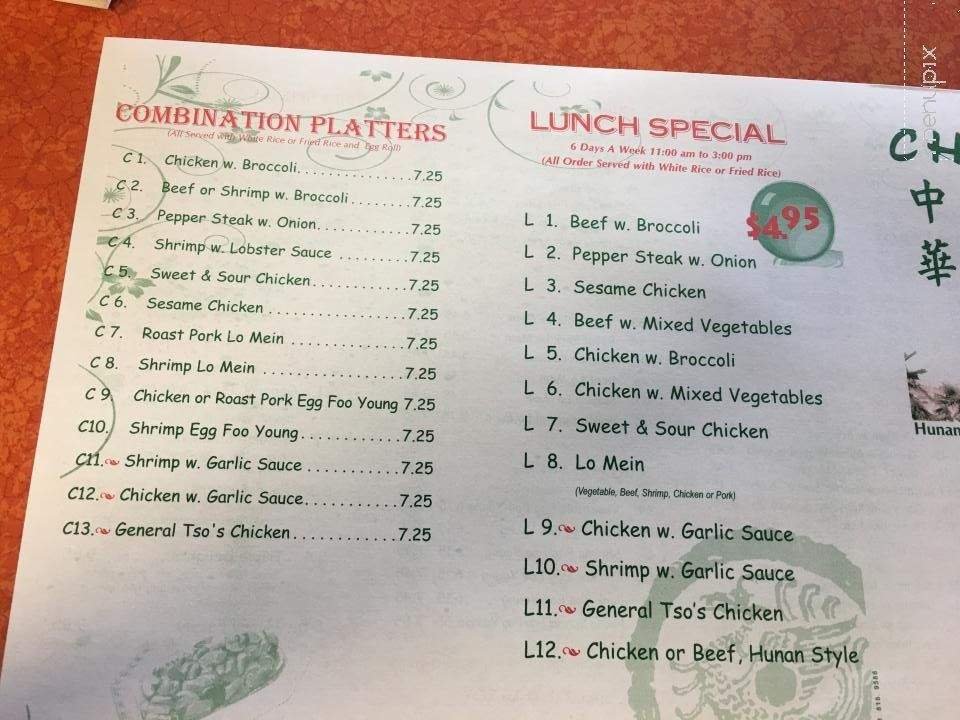 COMBINATION PLATTERS
(All Served with White Rice or Fried Rice and Egg Roll)
C 1. Chicken w. Broccoli...............7.25
C 2. Beef or Shrimp w. Broccoli........7.25
C 3. Pepper Steak w. Onion............7.25
C 4. Shrimp w. Lobster Sauce .........7.25
C 5. Sweet & Sour Chicken............7.25
C 6. Sesame Chicken .................7.25
C 7. Roast Pork Lo Mein ..............7.25
C 8. Shrimp Lo Mein .................7.25
C 9. Chicken or Roast Pork Egg Foo Young 7.25
C10. Shrimp Egg Foo Young............7.25
C11. Shrimp w. Garlic Sauce ...........7.25
C12. Chicken w. Garlic Sauce...........7.25
C13. General Tso's Chicken ............7.25
LUNCH SPECIAL
6 Days A Week 11:00 am to 3:00 pm
(All Order Served with White Rice or Fried Rice)
$4.95
L 1. Beef w. Broccoli
L 2. Pepper Steak w. Onion
L 3. Sesame Chicken
L 4. Beef w. Mixed Vegetables
L 5. Chicken w. Broccoli
L 6. Chicken w. Mixed Vegetables
L 7. Sweet & Sour Chicken
L 8. Lo Mein
(Vegetable, Beef, Shrimp, Chicken or Pork)
L 9. Chicken w. Garlic Sauce
L10. Shrimp w. Garlic Sauce
L11. General Tso's Chicken
L12. Chicken or Beef, Hunan Style
CH
中
華
Hunan
menupix